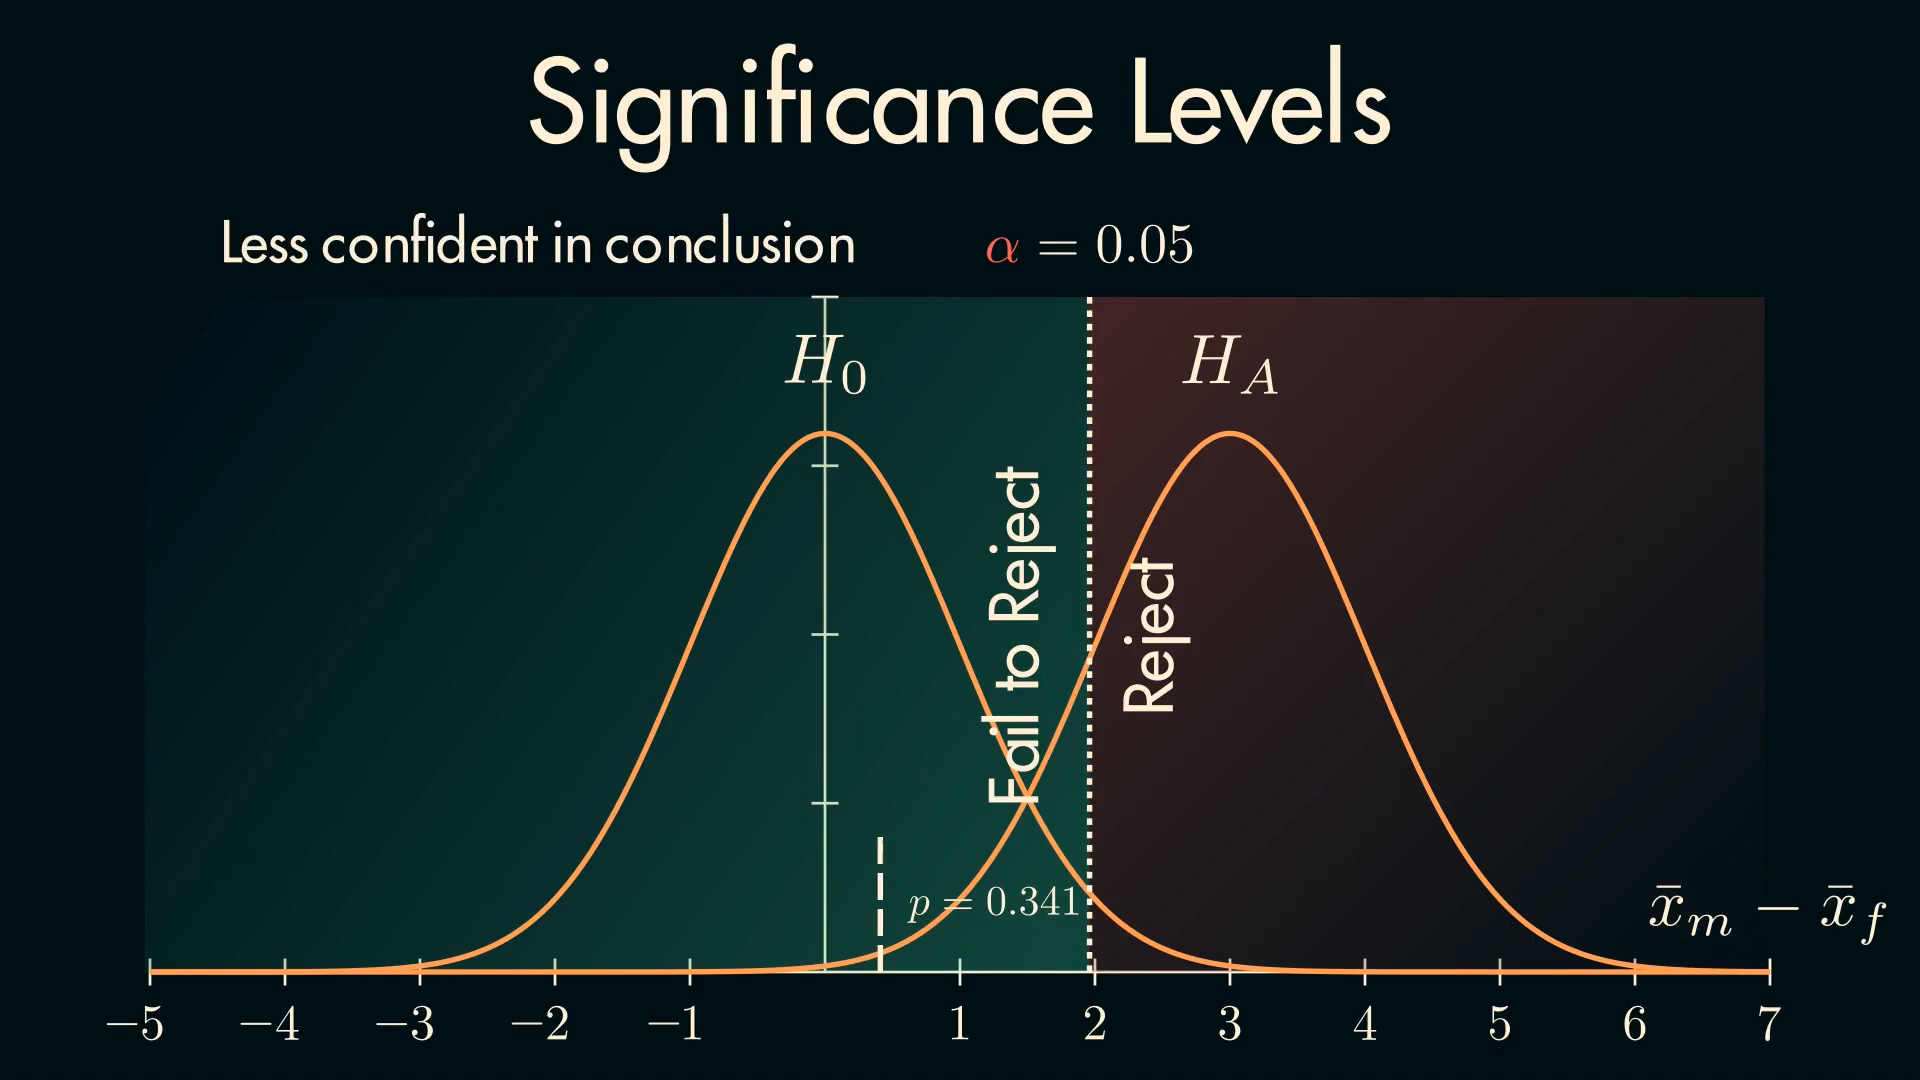 Significance Levels
Less confident in conclusion
α = 0.05
H₀
H_A
Fail to Reject
Reject
p = 0.341
x̄ₘ − x̄_f
−5 −4 −3 −2 −1 1 2 3 4 5 6 7